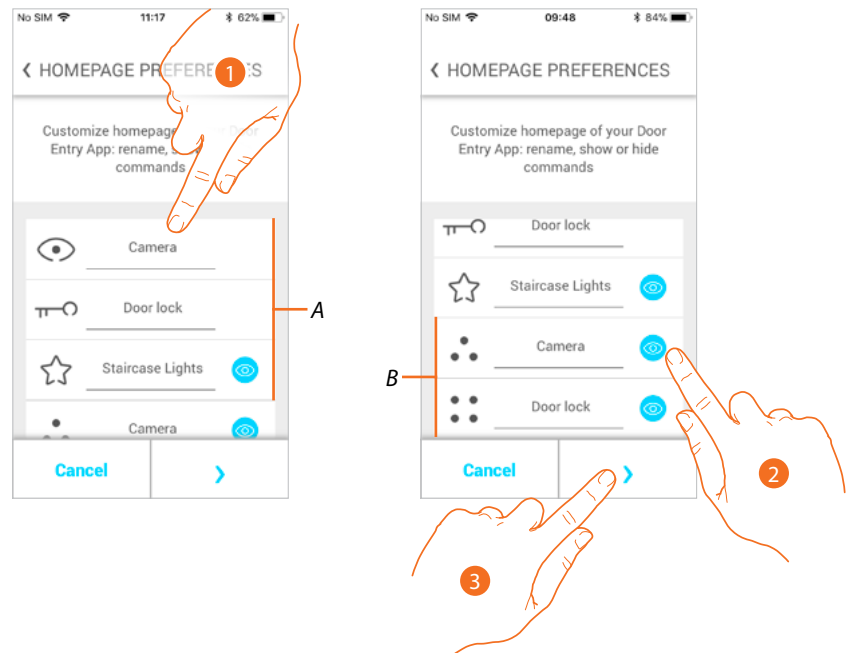 No SIM 11:17 62%
HOMEPAGE PREFERENCES
1
Customize homepage
Entry App: rename,
commands
Camera
Door lock
Staircase Lights
Camera
Cancel
A
No SIM 09:48 84%
HOMEPAGE PREFERENCES
Customize homepage of your Door
Entry App: rename, show or hide
commands
Door lock
Staircase Lights
Camera
Door lock
Cancel
B
2
3